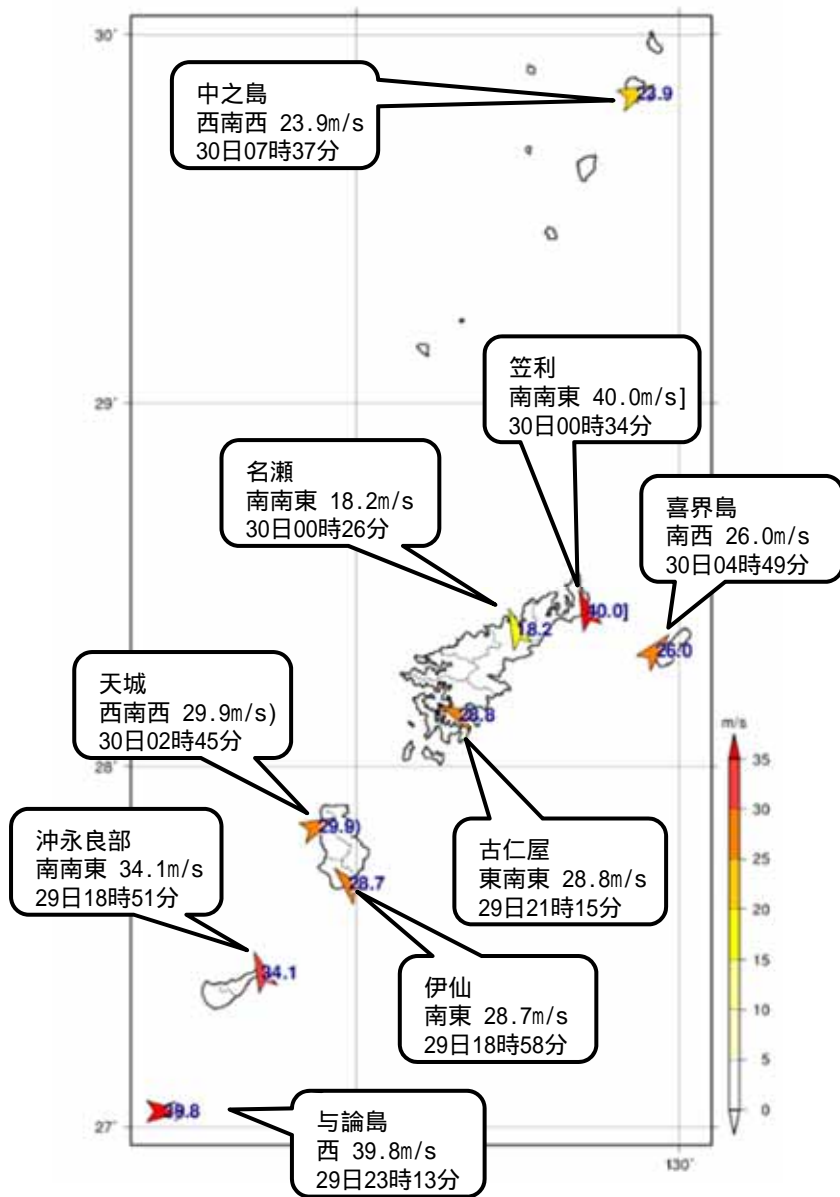 30°
中之島
西南西 23.9m/s
30日07時37分
23.9
29°
笠利
南南東 40.0m/s]
30日00時34分
名瀬
南南東 18.2m/s
30日00時26分
喜界島
南西 26.0m/s
30日04時49分
40.0]
18.2
26.0
天城
西南西 29.9m/s)
30日02時45分
28.8
m/s
28°
35
30
25
20
15
10
5
0
29.9)
沖永良部
南南東 34.1m/s
29日18時51分
古仁屋
東南東 28.8m/s
29日21時15分
28.7
34.1
伊仙
南東 28.7m/s
29日18時58分
39.8
27°
与論島
西 39.8m/s
29日23時13分
130°